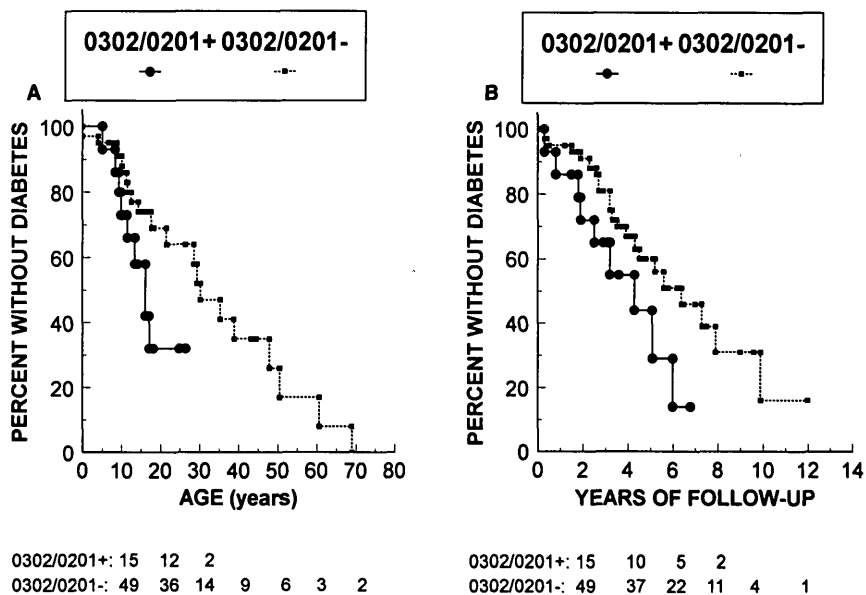 0302/0201+ 0302/0201-
A
PERCENT WITHOUT DIABETES
100
80
60
40
20
0
0 10 20 30 40 50 60 70 80
AGE (years)
0302/0201+: 15 12 2
0302/0201-: 49 36 14 9 6 3 2
0302/0201+ 0302/0201-
B
PERCENT WITHOUT DIABETES
100
80
60
40
20
0
0 2 4 6 8 10 12 14
YEARS OF FOLLOW-UP
0302/0201+: 15 10 5 2
0302/0201-: 49 37 22 11 4 1